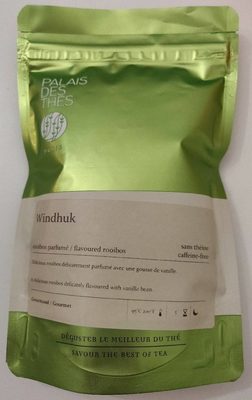 PALAIS
DES
THÉS
PARIS
Windhuk
rooibos parfumé / flavoured rooibos
sans théine
caffeine-free
Délicieux rooibos délicatement parfumé avec une gousse de vanille.
A delicious rooibos delicately flavoured with vanilla bean.
Gourmand / Gourmet
DÉGUSTER LE MEILLEUR DU THÉ
SAVOUR THE BEST OF TEA